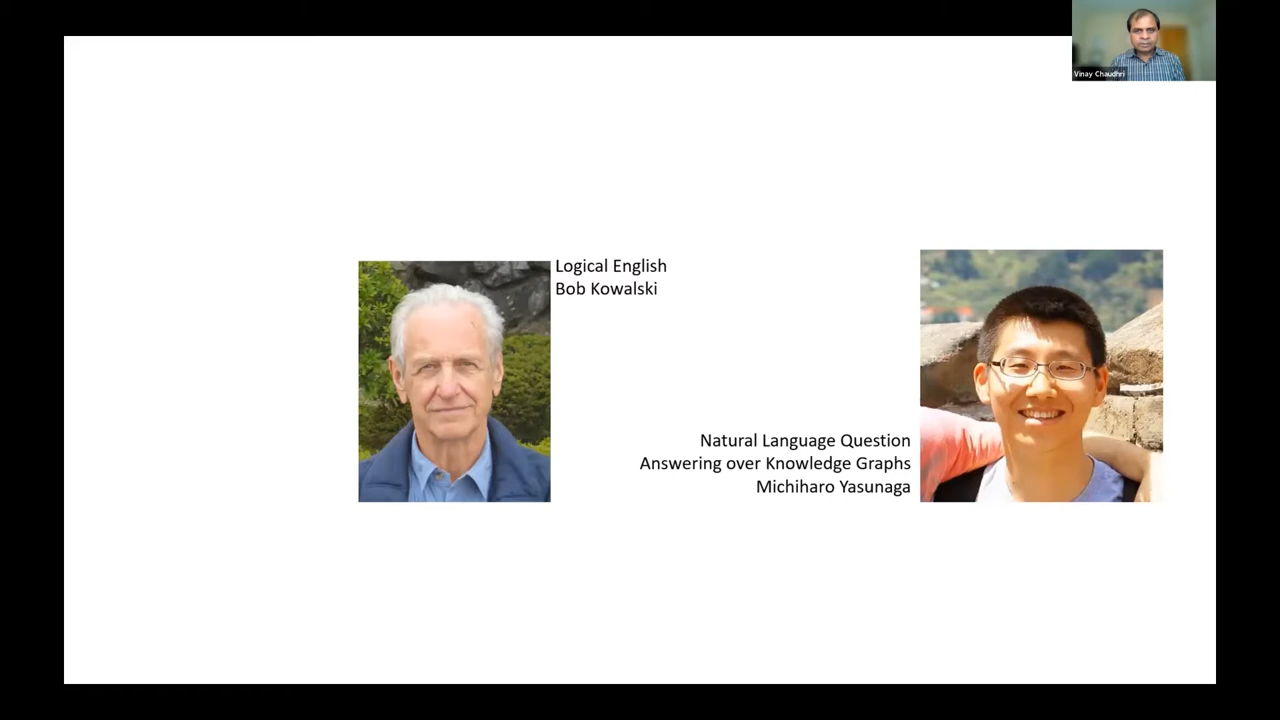 Vinay Chaudhri
Logical English
Bob Kowalski
Natural Language Question
Answering over Knowledge Graphs
Michiharo Yasunaga